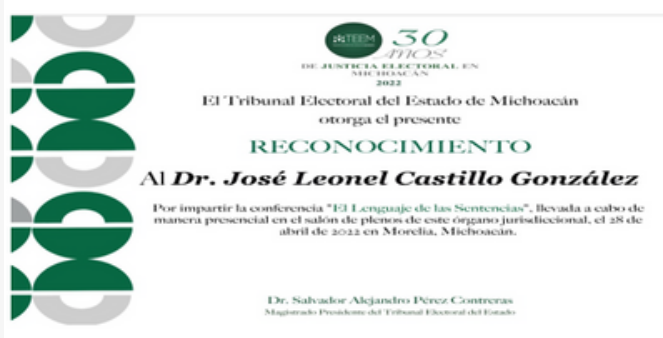 TEEM 30
AÑOS
DE JUSTICIA ELECTORAL EN
MICHOACÁN
2022
El Tribunal Electoral del Estado de Michoacán
otorga el presente
RECONOCIMIENTO
Al Dr. José Leonel Castillo González
Por impartir la conferencia "El Lenguaje de las Sentencias", llevada a cabo de
manera presencial en el salón de plenos de este órgano jurisdiccional, el 28 de
abril de 2022 en Morelia, Michoacán.
Dr. Salvador Alejandro Pérez Contreras
Magistrado Presidente del Tribunal Electoral del Estado